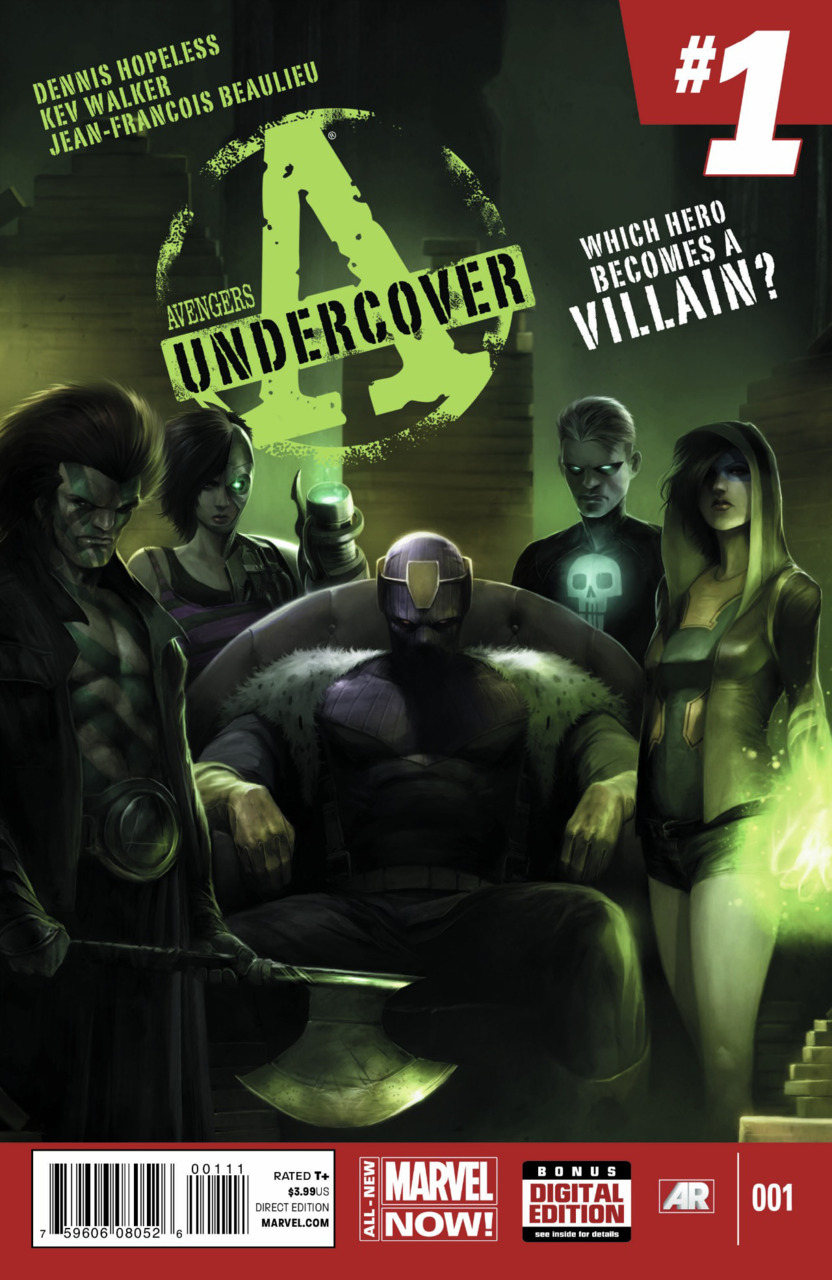 DENNIS HOPELESS
KEV WALKER
JEAN-FRANCOIS BEAULIEU
#1
A
®
AVENGERS
UNDERCOVER
WHICH HERO
BECOMES A
VILLAIN?
00111
7 59606 08052 6
RATED T+
$3.99US
DIRECT EDITION
MARVEL.COM
ALL-NEW
MARVEL
NOW!
BONUS
DIGITAL
EDITION
see inside for details
AR
001